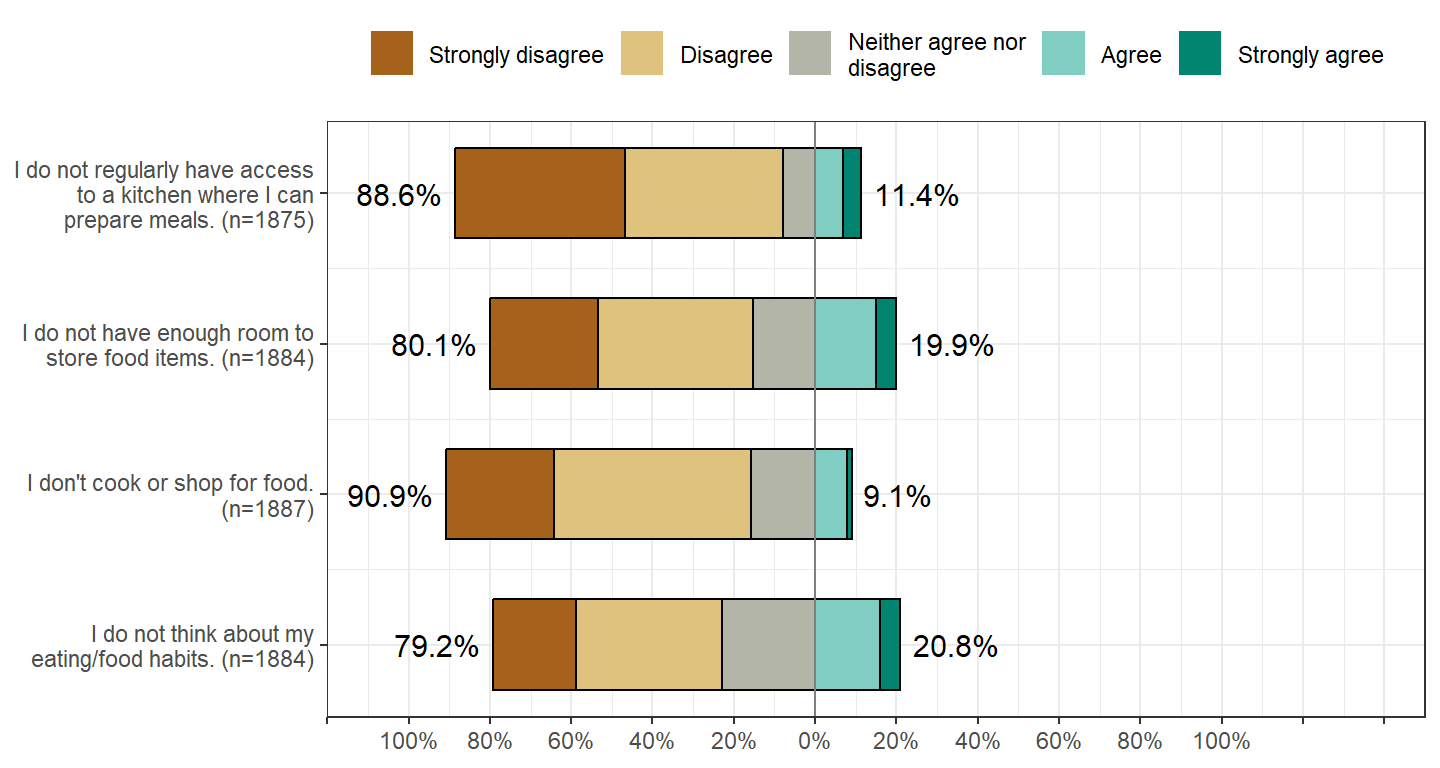 Strongly disagree
Disagree
Neither agree nor
disagree
Agree
Strongly agree
I do not regularly have access
to a kitchen where I can
prepare meals. (n=1875)
88.6%
11.4%
I do not have enough room to
store food items. (n=1884)
80.1%
19.9%
I don't cook or shop for food.
(n=1887)
90.9%
9.1%
I do not think about my
eating/food habits. (n=1884)
79.2%
20.8%
100% 80% 60% 40% 20% 0% 20% 40% 60% 80% 100%